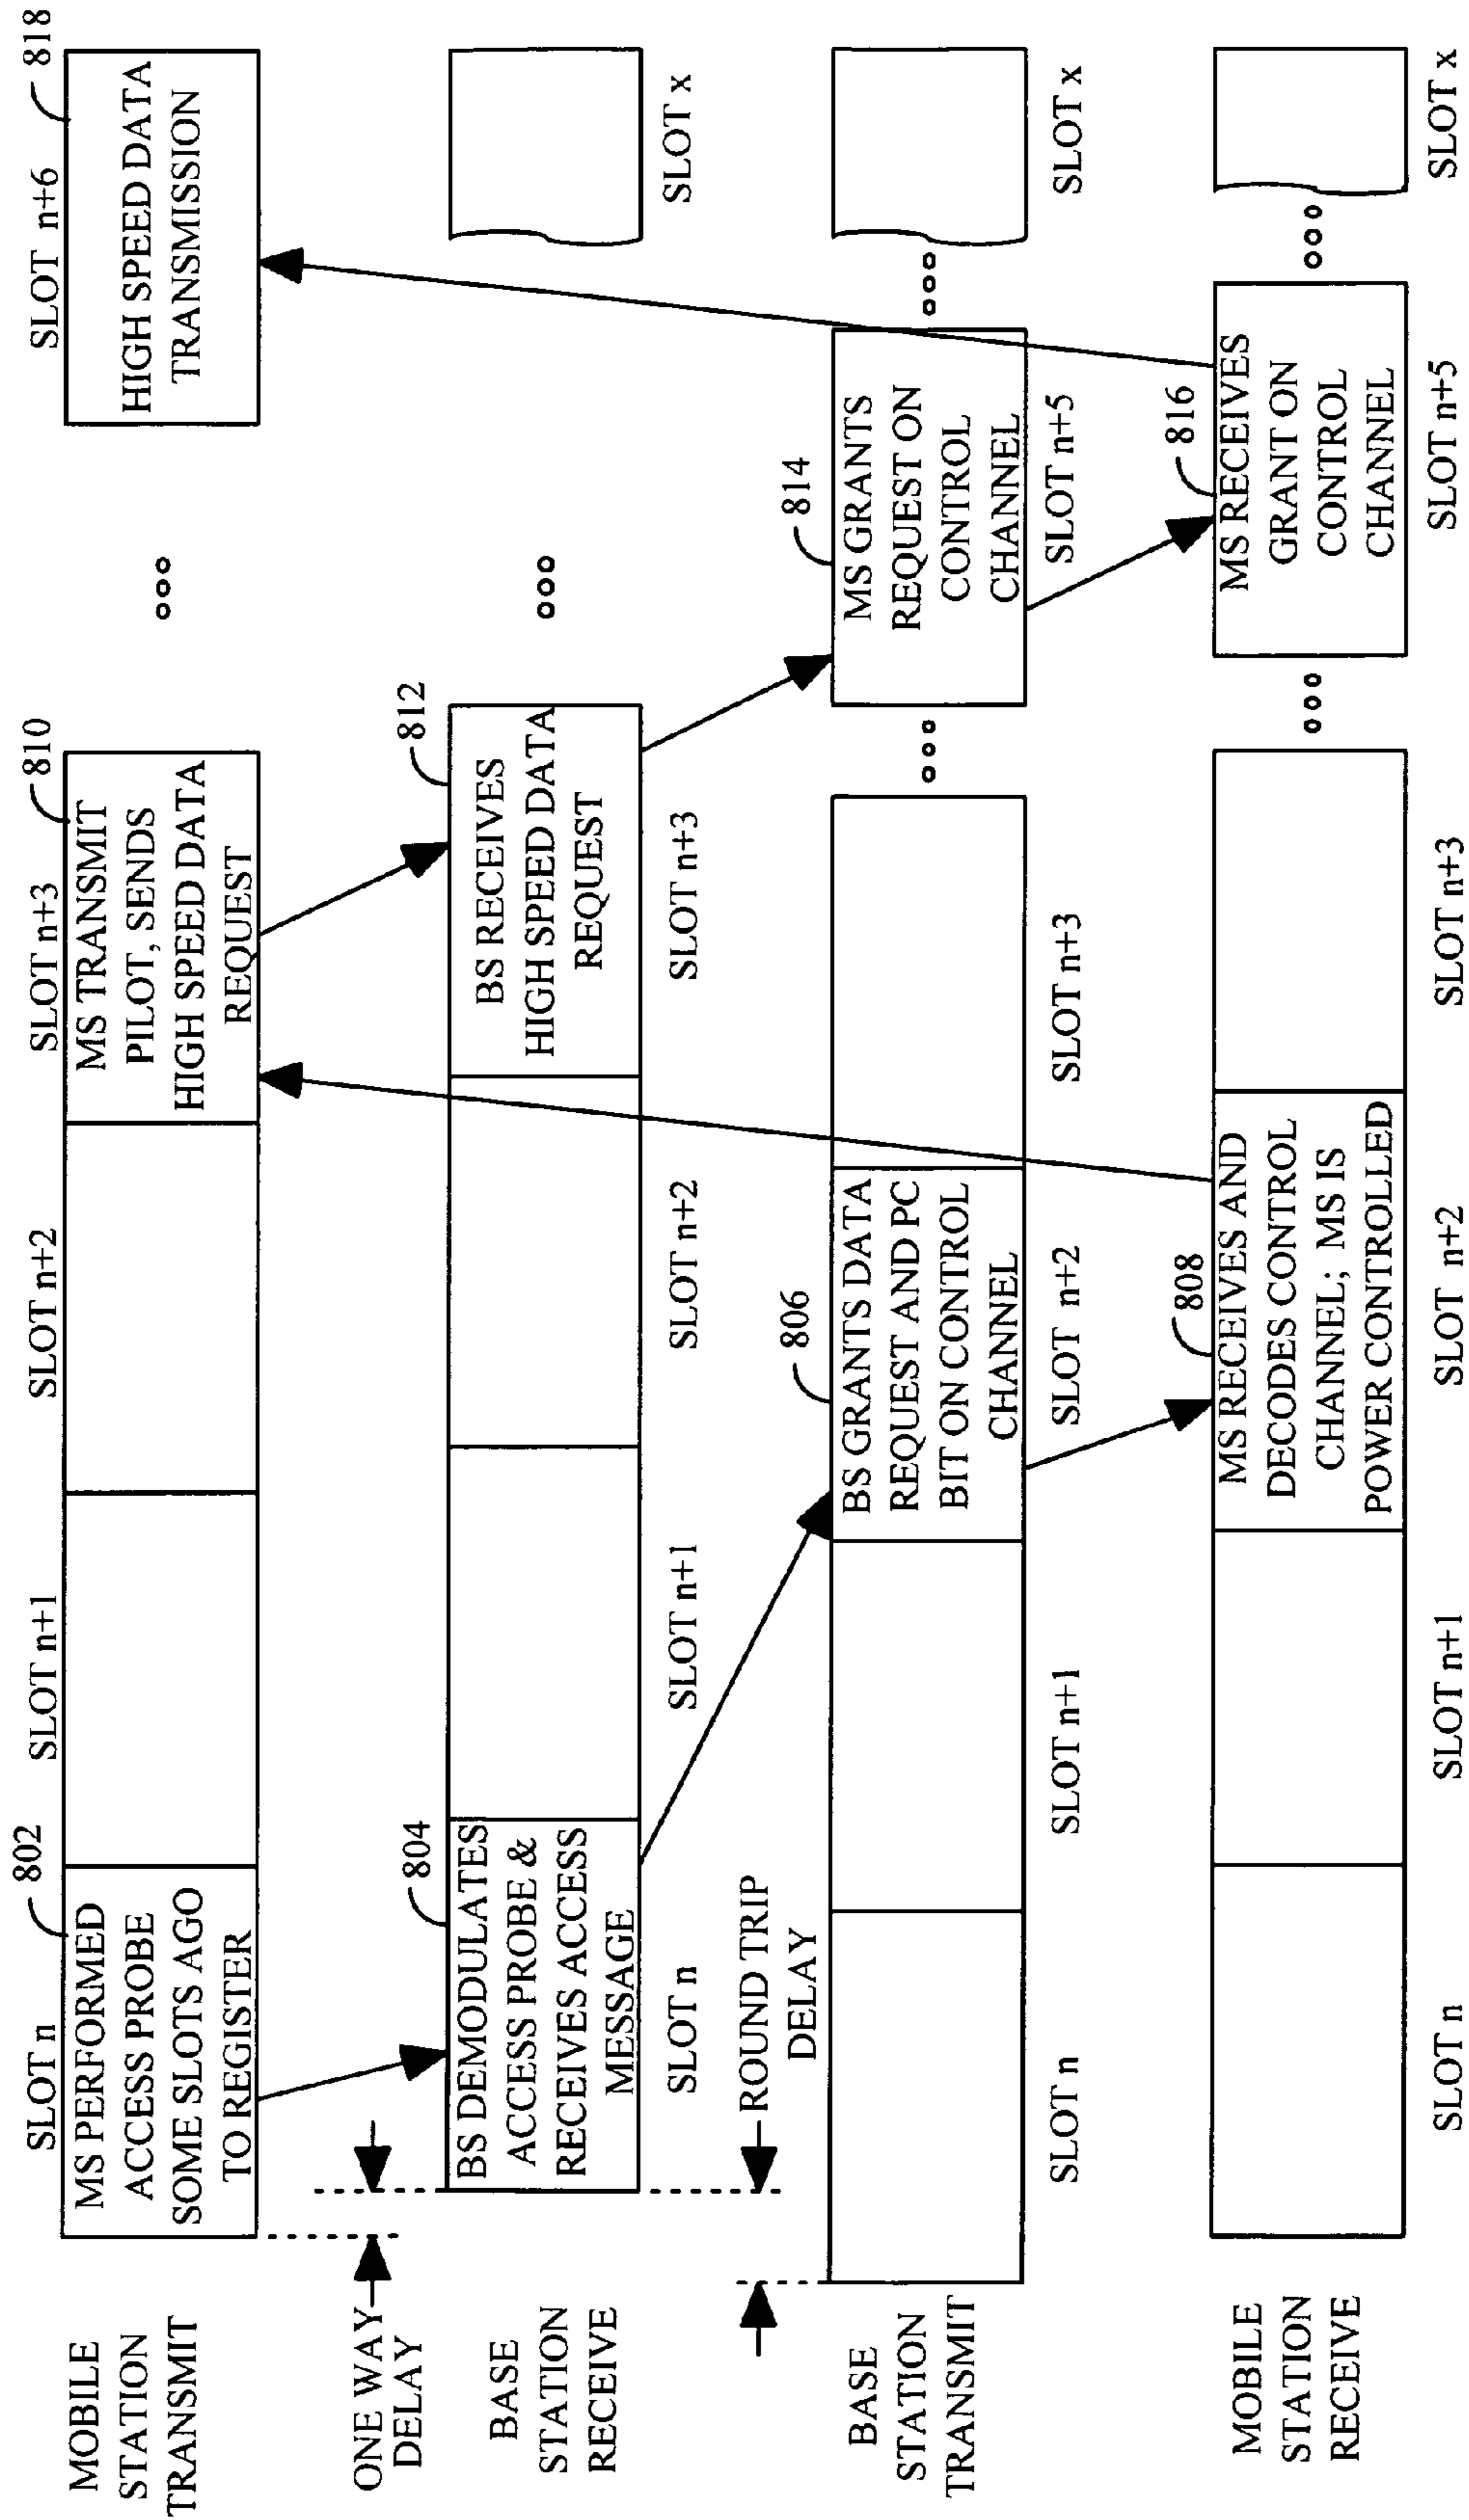 SLOT n
SLOT n+1
SLOT n+2
SLOT n+3
SLOT n+6
802
810
818
MOBILE
STATION
TRANSMIT
MS PERFORMED
ACCESS PROBE
SOME SLOTS AGO
TO REGISTER
MS TRANSMIT
PILOT, SENDS
HIGH SPEED DATA
REQUEST
HIGH SPEED DATA
TRANSMISSION
ONE WAY
DELAY
804
812
BASE
STATION
RECEIVE
BS DEMODULATES
ACCESS PROBE &
RECEIVES ACCESS
MESSAGE
BS RECEIVES
HIGH SPEED DATA
REQUEST
SLOT n
SLOT n+1
SLOT n+2
SLOT n+3
SLOT x
ROUND TRIP
DELAY
806
814
BASE
STATION
TRANSMIT
BS GRANTS DATA
REQUEST AND PC
BIT ON CONTROL
CHANNEL
MS GRANTS
REQUEST ON
CONTROL
CHANNEL
SLOT n
SLOT n+1
SLOT n+2
SLOT n+3
SLOT n+5
SLOT x
808
816
MOBILE
STATION
RECEIVE
MS RECEIVES AND
DECODES CONTROL
CHANNEL; MS IS
POWER CONTROLLED
MS RECEIVES
GRANT ON
CONTROL
CHANNEL
SLOT n
SLOT n+1
SLOT n+2
SLOT n+3
SLOT n+5
SLOT x